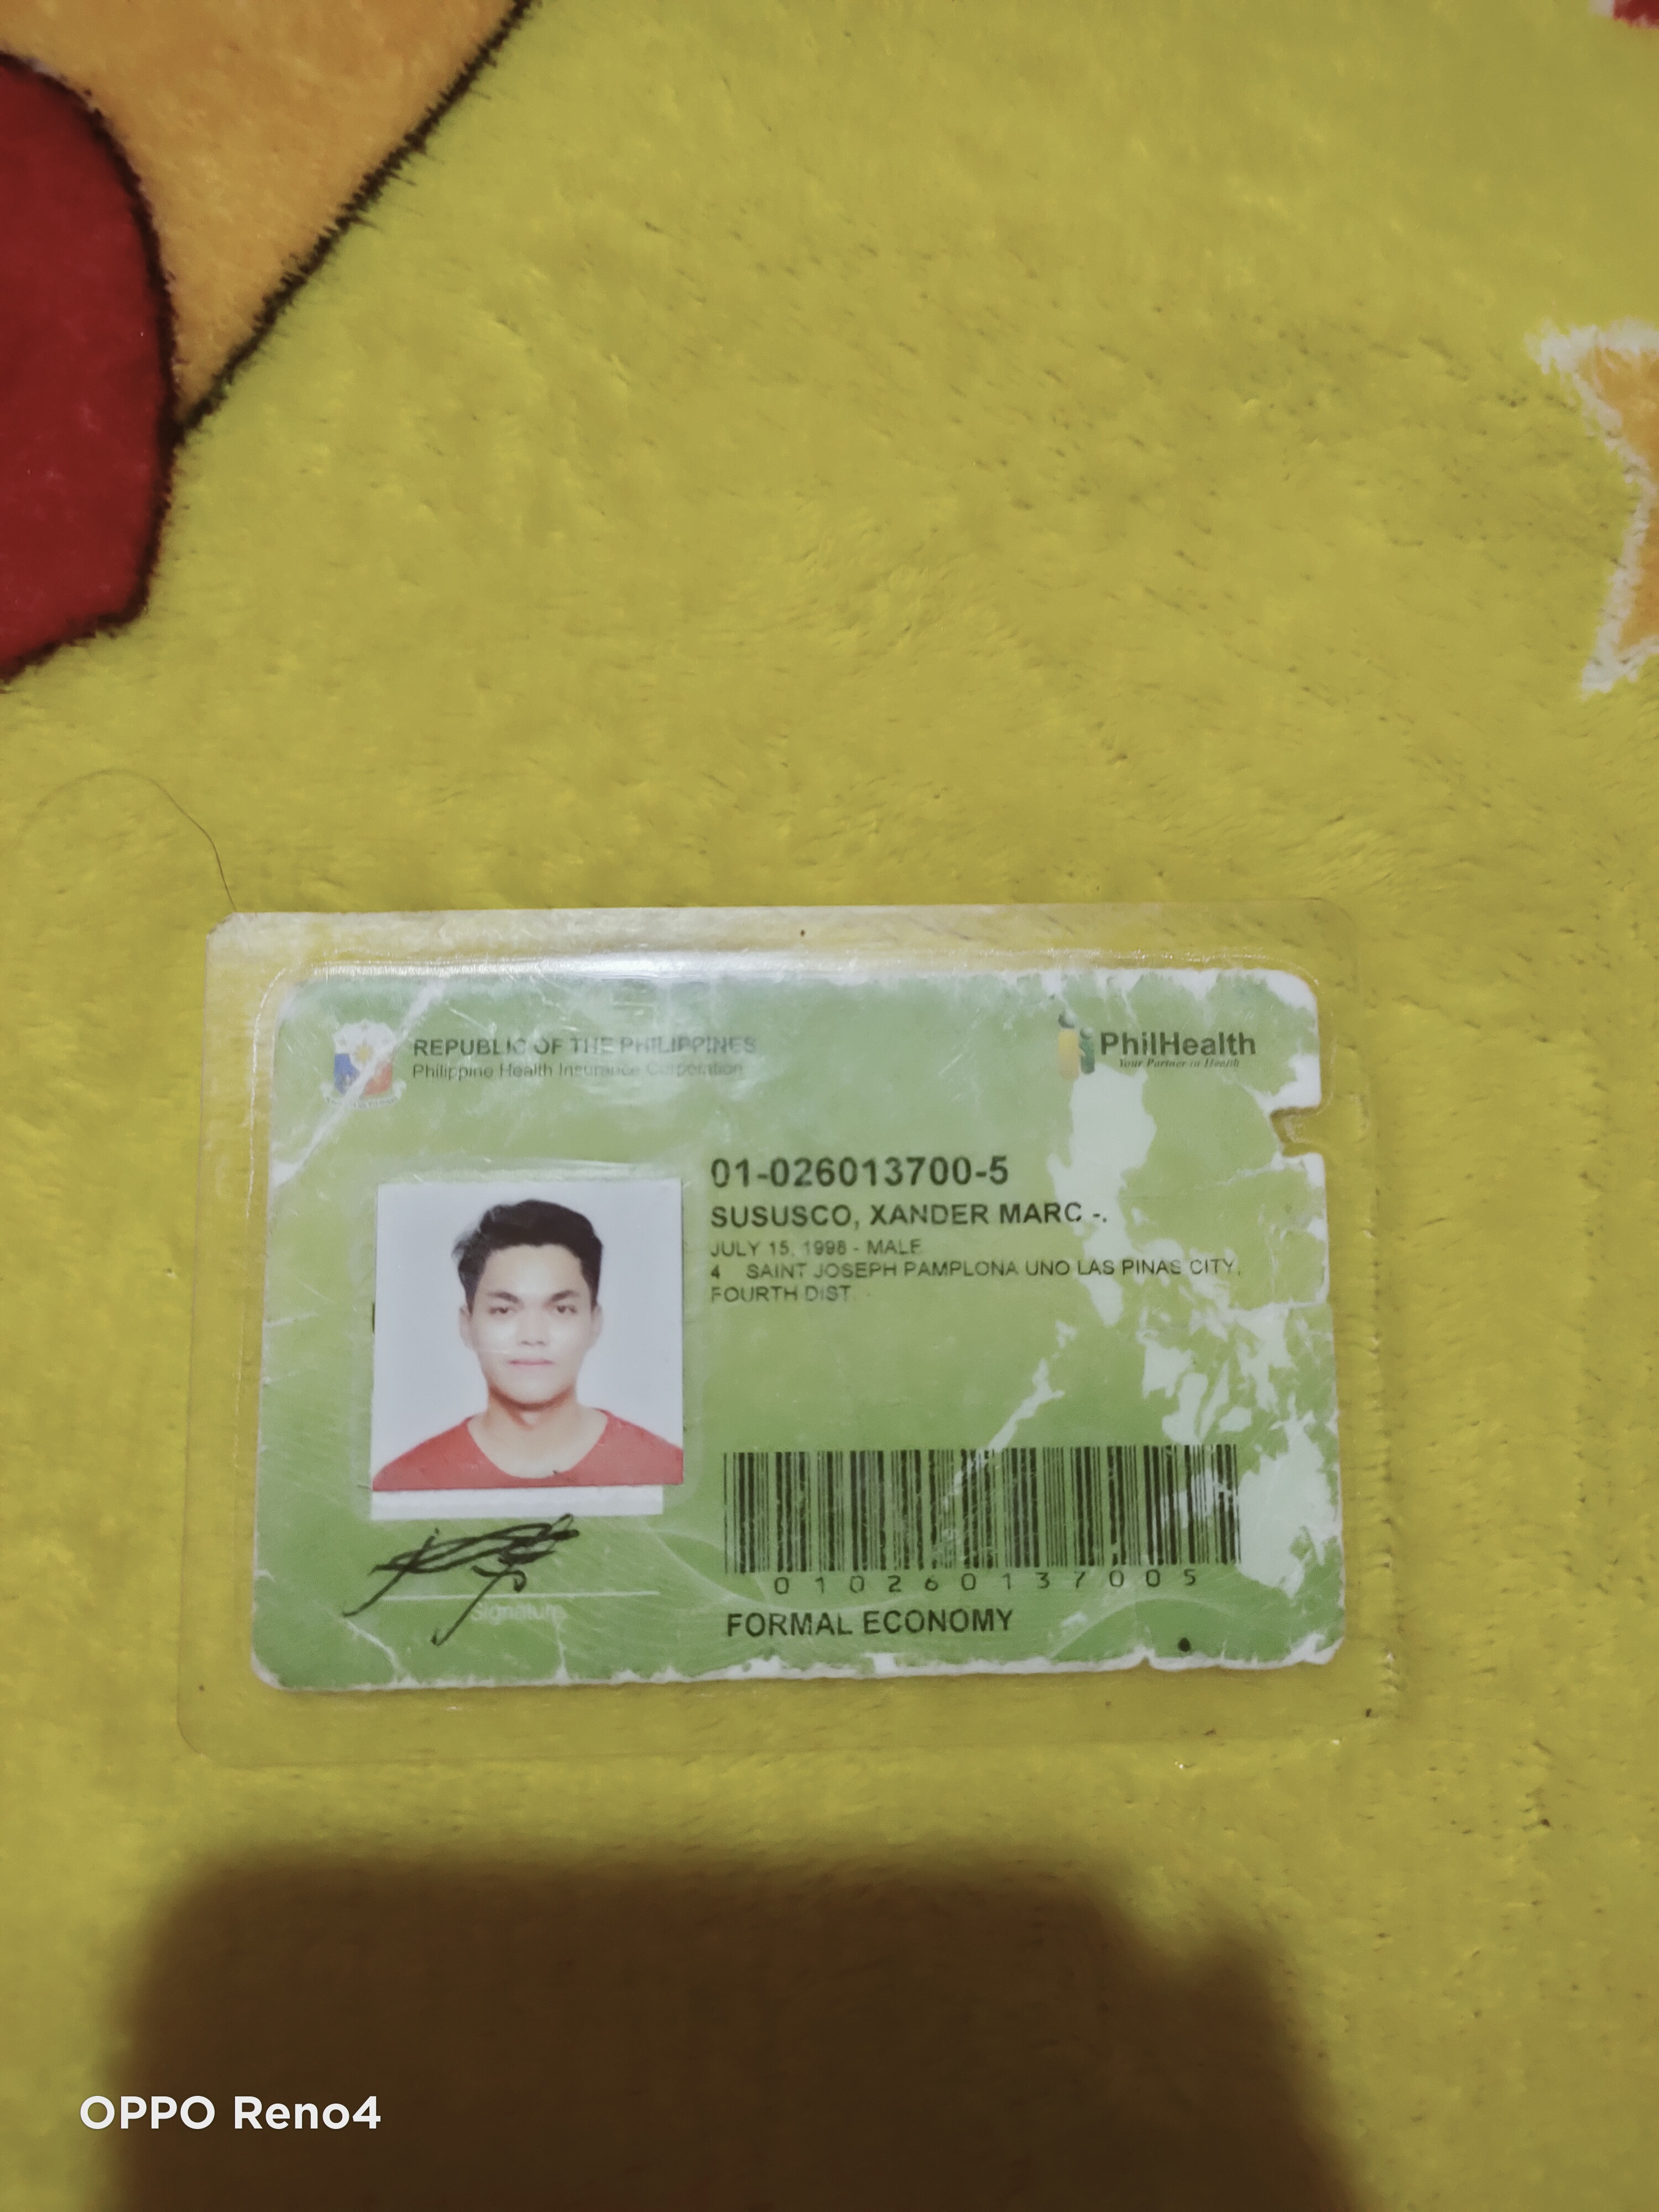 REPUBLIC OF THE PHILIPPINES
Philippine Health Insurance Corporation
PhilHealth
Your Partner in Health
01-026013700-5
SUSUSCO, XANDER MARC -.
JULY 15, 1998 - MALE
4 SAINT JOSEPH PAMPLONA UNO LAS PINAS CITY,
FOURTH DIST.
010260137005
signature
FORMAL ECONOMY
OPPO Reno4